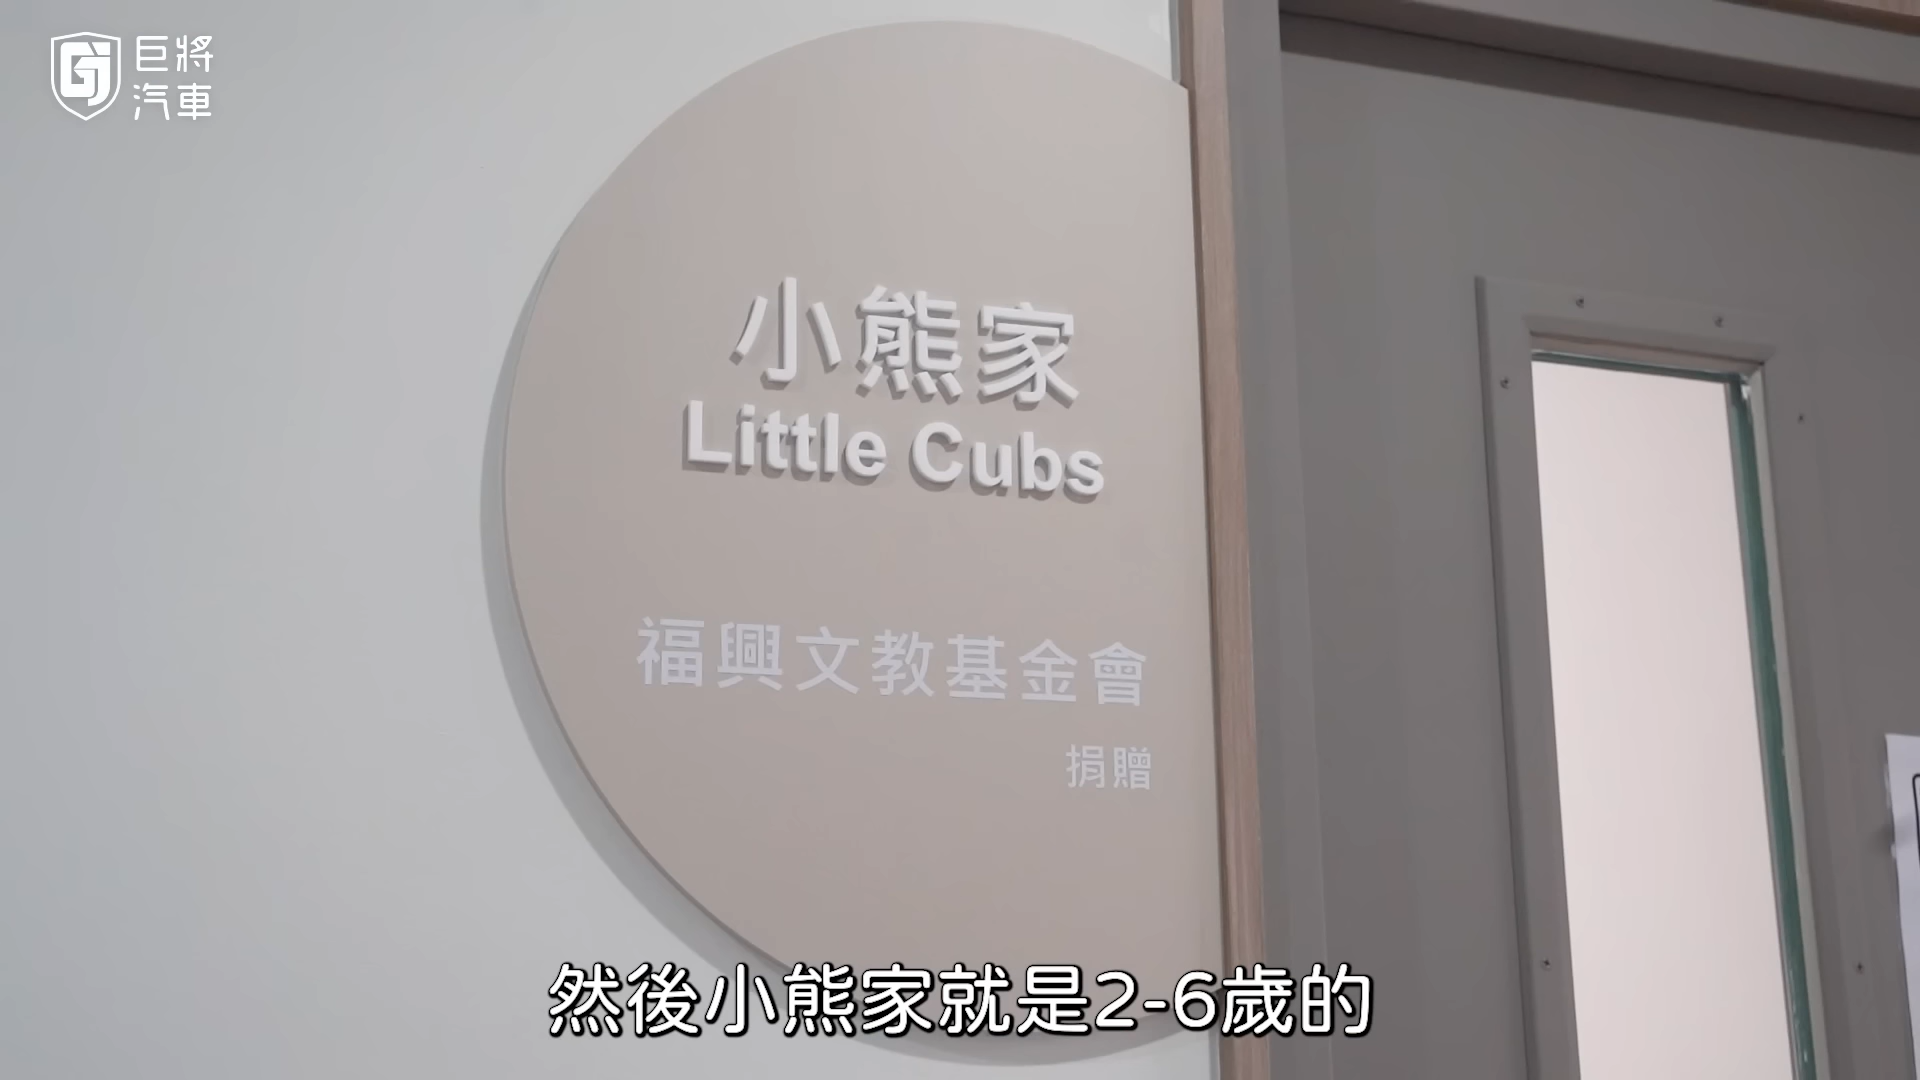 巨將
汽車
小熊家
Little Cubs
福興文教基金會
捐贈
然後小熊家就是2-6歲的